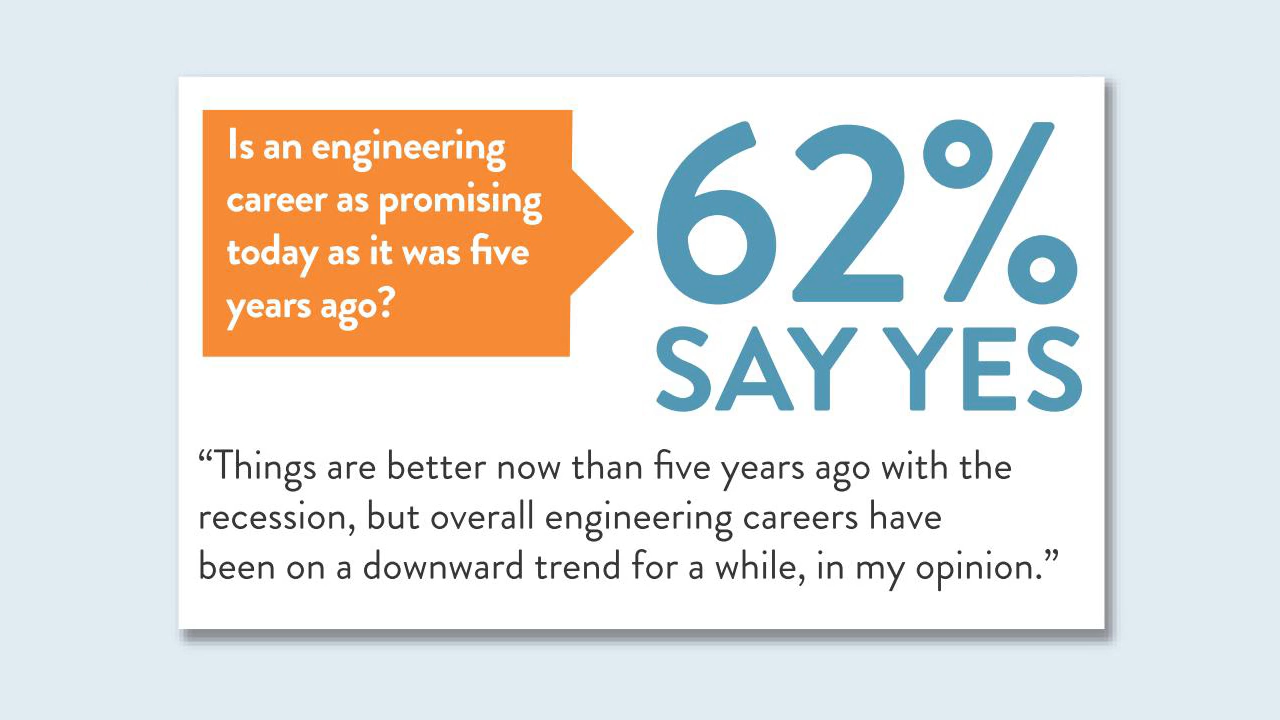 Is an engineering
career as promising
today as it was five
years ago?
62%
SAY YES
“Things are better now than five years ago with the
recession, but overall engineering careers have
been on a downward trend for a while, in my opinion.”